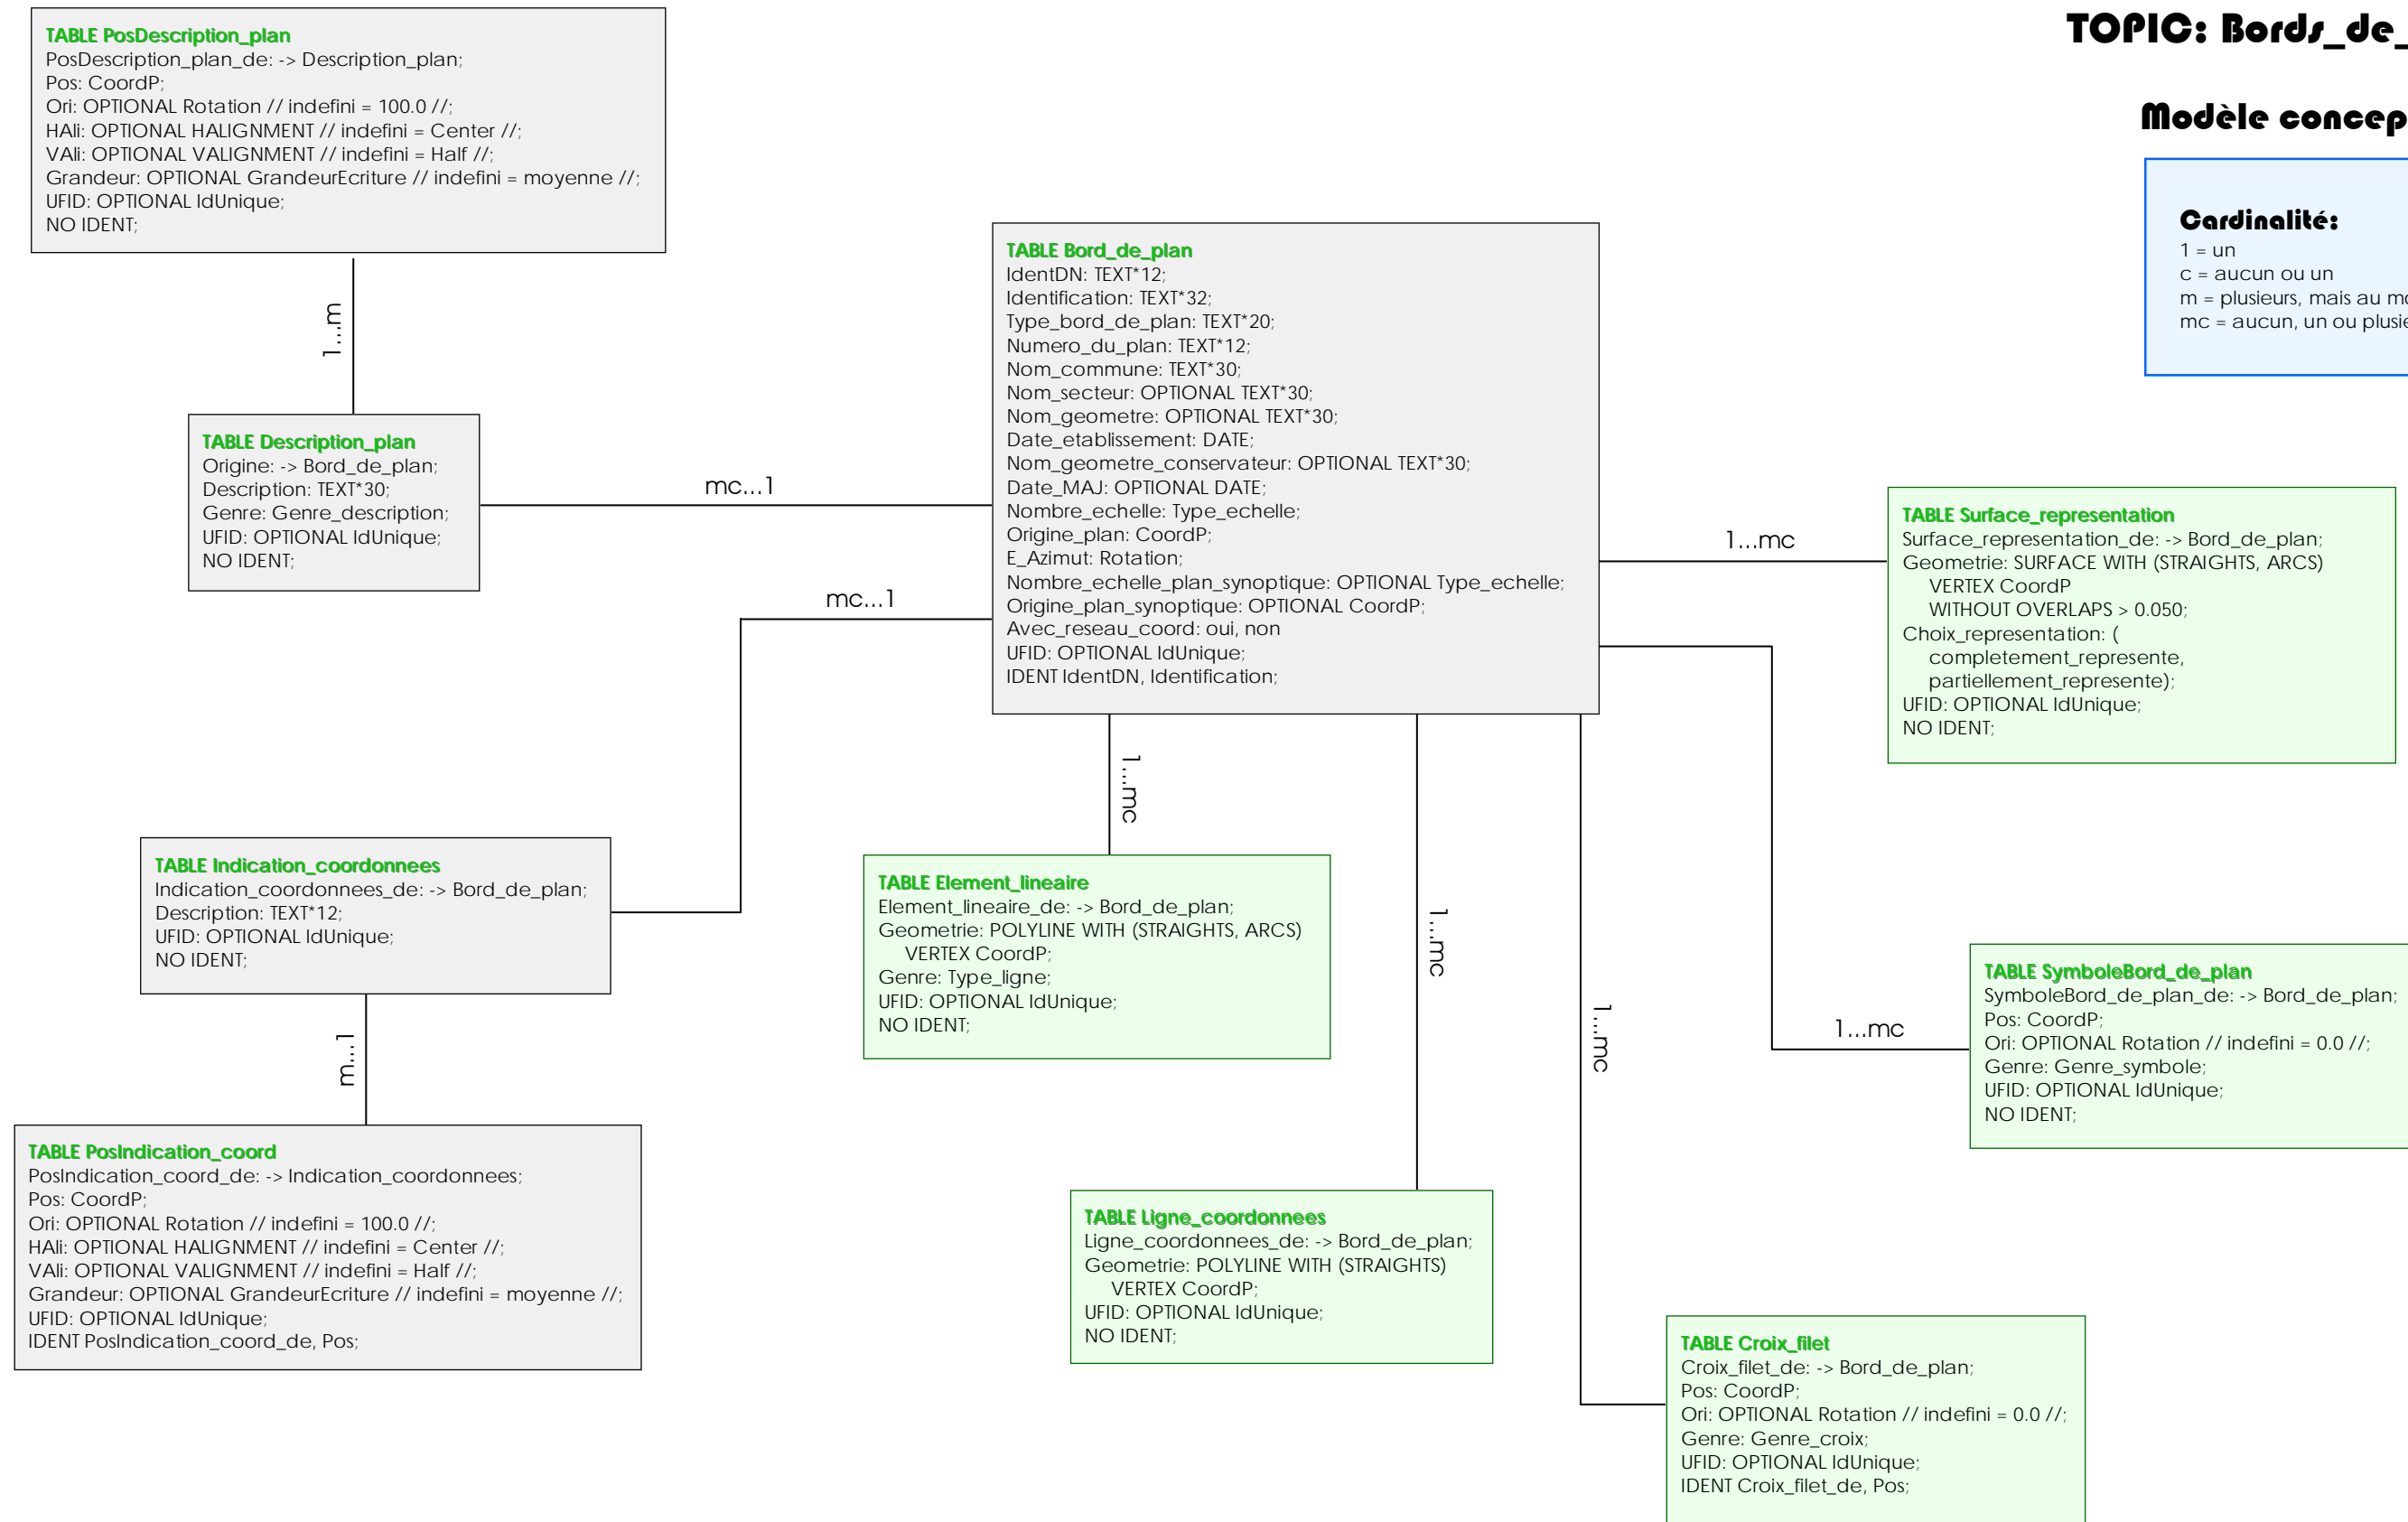 TABLE PosDescription_plan
PosDescription_plan_de: -> Description_plan;
Pos: CoordP;
Ori: OPTIONAL Rotation // indefini = 100.0 //;
HAli: OPTIONAL HALIGNMENT // indefini = Center //;
VAli: OPTIONAL VALIGNMENT // indefini = Half //;
Grandeur: OPTIONAL GrandeurEcriture // indefini = moyenne //;
UFID: OPTIONAL IdUnique;
NO IDENT;
TOPIC: Bords_de_
Modèle concep
Cardinalité:
1 = un
c = aucun ou un
m = plusieurs, mais au mo
mc = aucun, un ou plusie
1...m
TABLE Description_plan
Origine: -> Bord_de_plan;
Description: TEXT*30;
Genre: Genre_description;
UFID: OPTIONAL IdUnique;
NO IDENT;
mc...1
TABLE Bord_de_plan
IdentDN: TEXT*12;
Identification: TEXT*32;
Type_bord_de_plan: TEXT*20;
Numero_du_plan: TEXT*12;
Nom_commune: TEXT*30;
Nom_secteur: OPTIONAL TEXT*30;
Nom_geometre: OPTIONAL TEXT*30;
Date_etablissement: DATE;
Nom_geometre_conservateur: OPTIONAL TEXT*30;
Date_MAJ: OPTIONAL DATE;
Nombre_echelle: Type_echelle;
Origine_plan: CoordP;
E_Azimut: Rotation;
Nombre_echelle_plan_synoptique: OPTIONAL Type_echelle;
Origine_plan_synoptique: OPTIONAL CoordP;
Avec_reseau_coord: oui, non
UFID: OPTIONAL IdUnique;
IDENT IdentDN, Identification;
1...mc
TABLE Surface_representation
Surface_representation_de: -> Bord_de_plan;
Geometrie: SURFACE WITH (STRAIGHTS, ARCS)
VERTEX CoordP
WITHOUT OVERLAPS > 0.050;
Choix_representation: (
completement_represente,
partiellement_represente);
UFID: OPTIONAL IdUnique;
NO IDENT;
mc...1
TABLE Indication_coordonnees
Indication_coordonnees_de: -> Bord_de_plan;
Description: TEXT*12;
UFID: OPTIONAL IdUnique;
NO IDENT;
1...mc
TABLE Element_lineaire
Element_lineaire_de: -> Bord_de_plan;
Geometrie: POLYLINE WITH (STRAIGHTS, ARCS)
VERTEX CoordP;
Genre: Type_ligne;
UFID: OPTIONAL IdUnique;
NO IDENT;
1...mc
1...mc
1...mc
TABLE SymboleBord_de_plan
SymboleBord_de_plan_de: -> Bord_de_plan;
Pos: CoordP;
Ori: OPTIONAL Rotation // indefini = 0.0 //;
Genre: Genre_symbole;
UFID: OPTIONAL IdUnique;
NO IDENT;
m...1
TABLE PosIndication_coord
PosIndication_coord_de: -> Indication_coordonnees;
Pos: CoordP;
Ori: OPTIONAL Rotation // indefini = 100.0 //;
HAli: OPTIONAL HALIGNMENT // indefini = Center //;
VAli: OPTIONAL VALIGNMENT // indefini = Half //;
Grandeur: OPTIONAL GrandeurEcriture // indefini = moyenne //;
UFID: OPTIONAL IdUnique;
IDENT PosIndication_coord_de, Pos;
TABLE Ligne_coordonnees
Ligne_coordonnees_de: -> Bord_de_plan;
Geometrie: POLYLINE WITH (STRAIGHTS)
VERTEX CoordP;
UFID: OPTIONAL IdUnique;
NO IDENT;
TABLE Croix_filet
Croix_filet_de: -> Bord_de_plan;
Pos: CoordP;
Ori: OPTIONAL Rotation // indefini = 0.0 //;
Genre: Genre_croix;
UFID: OPTIONAL IdUnique;
IDENT Croix_filet_de, Pos;